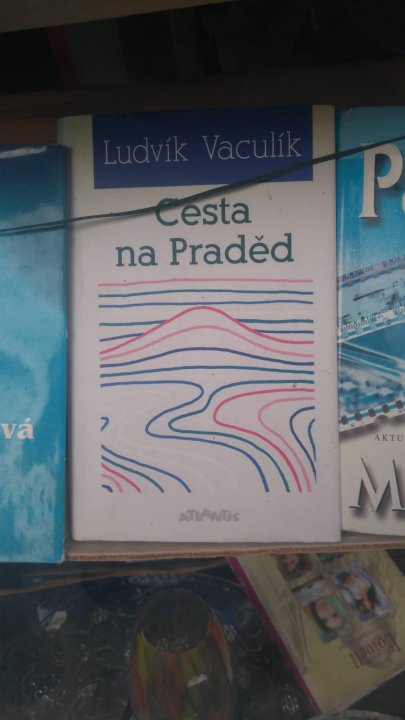 Ludvík Vaculík
Cesta
na Praděd
ATLANTIS
vá
P
AKTU
M